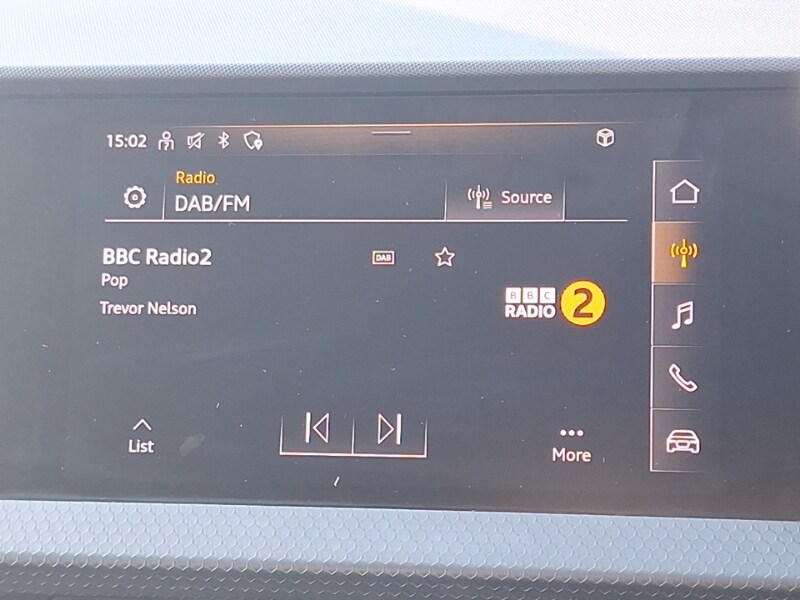 15:02
Radio
DAB/FM
Source
BBC Radio2
DAB
Pop
Trevor Nelson
BBC
RADIO 2
List
More